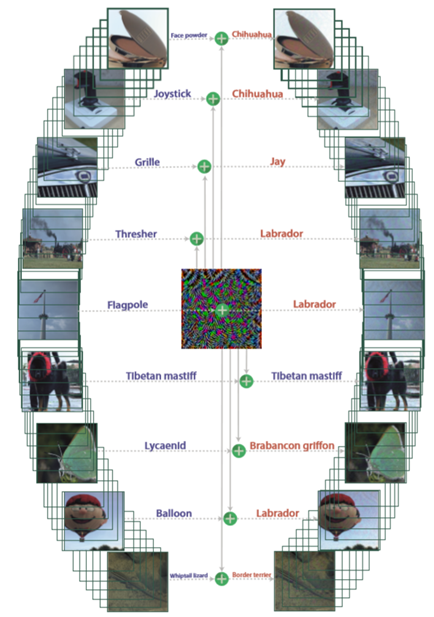 Face powder Chihuahua
Joystick Chihuahua
Grille Jay
Thresher Labrador
Flagpole Labrador
Tibetan mastiff Tibetan mastiff
Lycaenid Brabancon griffon
Balloon Labrador
Whiptail lizard Border terrier